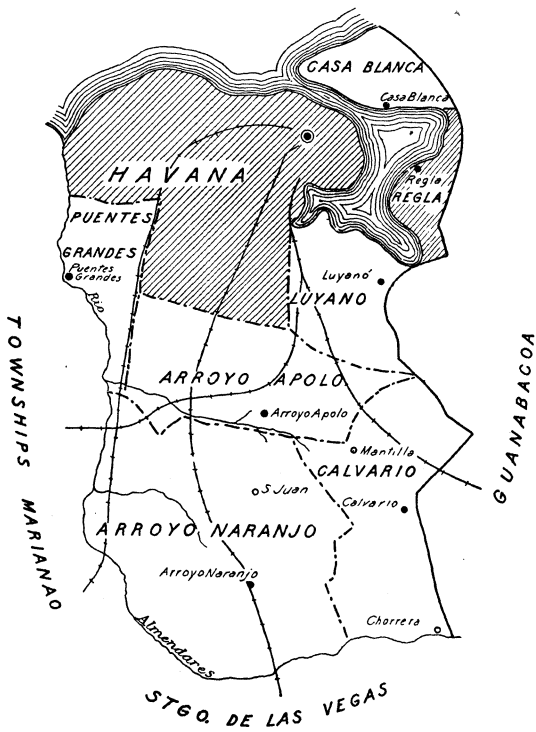 CASA BLANCA
Casa Blanca
HAVANA
Regla
REGLA
PUENTES
GRANDES
Puentes
Grandes
Rio
Luyanó
LUYANO
TOWNSHIPS MARIANAO
GUANABACOA
ARROYO APOLO
Arroyo Apolo
Mantilla
CALVARIO
S Juan
Calvario
ARROYO NARANJO
Arroyo Naranjo
Chorrera
Almendares
STGO. DE LAS VEGAS